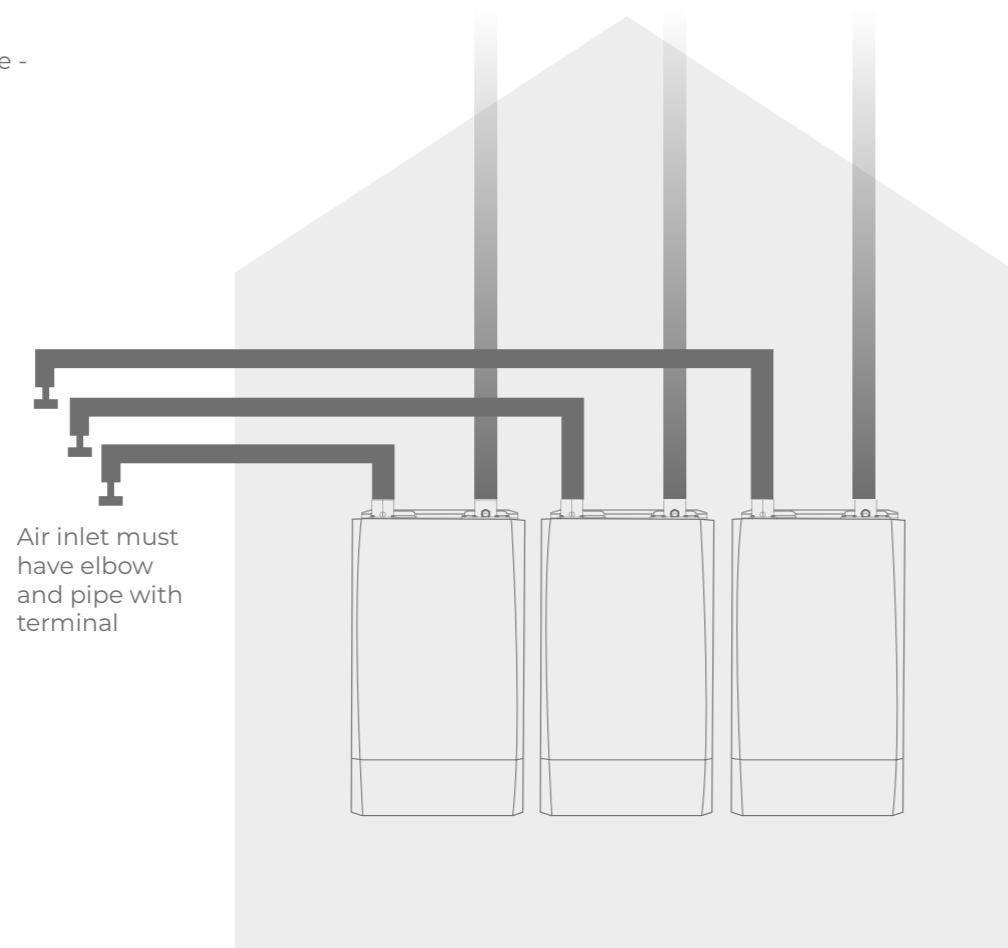 e -
Air inlet must
have elbow
and pipe with
terminal